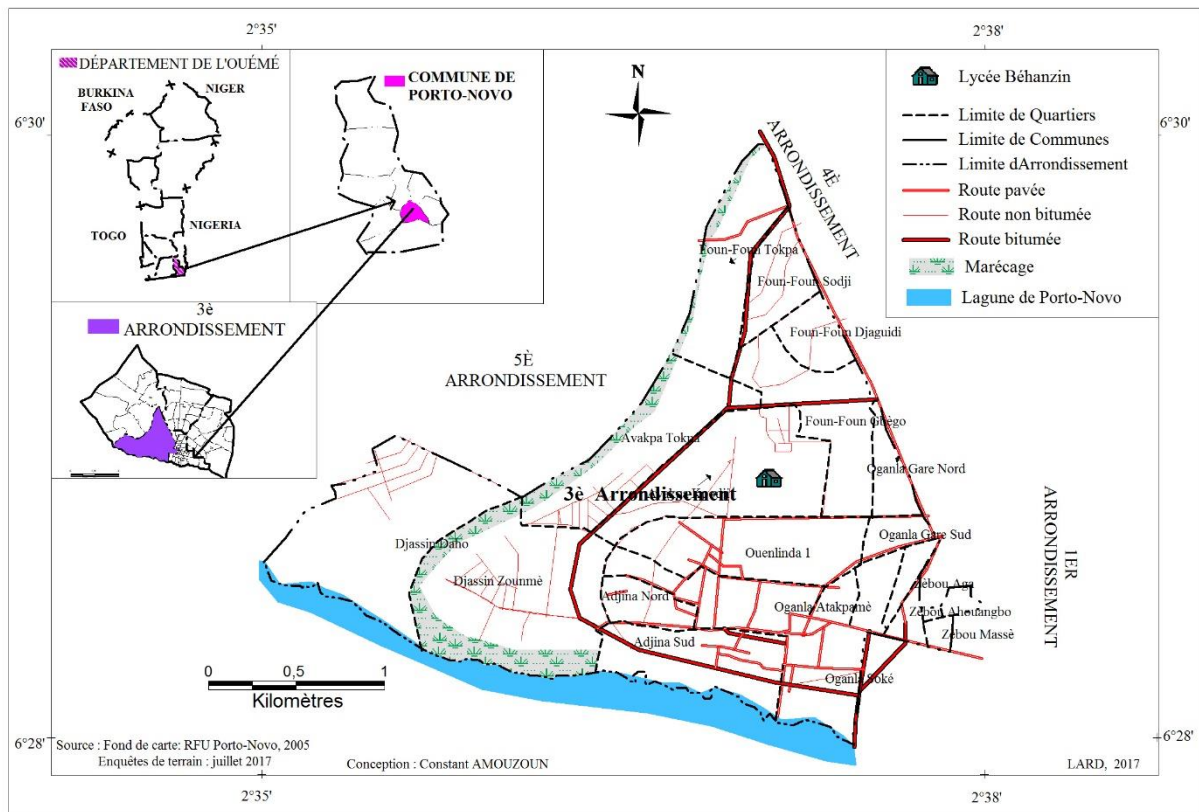 2°35'
2°38'
6°30'
6°30'
DÉPARTEMENT DE L'OUÉMÉ
BURKINA
FASO
NIGER
NIGERIA
TOGO
COMMUNE DE
PORTO-NOVO
N
3è
ARRONDISSEMENT
Lycée Béhanzin
Limite de Quartiers
Limite de Communes
Limite dArrondissement
Route pavée
Route non bitumée
Route bitumée
Marécage
Lagune de Porto-Novo
4È
ARRONDISSEMENT
Foun-Foun Tokpa
Foun-Foun Sodji
Foun-Foun Djaguidi
5È
ARRONDISSEMENT
Foun-Foun Guègo
Avakpa Tokpa
Oganla Gare Nord
3è Arrondissement
1ER
ARRONDISSEMENT
Oganla Gare Sud
Djassin Daho
Ouenlinda 1
Djassin Zounmè
Zébou Aga
Adjina Nord
Oganla Atakpamè
Zébou Ahouangbo
Zébou Massè
Adjina Sud
Oganla Soké
0 0,5 1
Kilomètres
6°28'
6°28'
Source : Fond de carte: RFU Porto-Novo, 2005
Enquêtes de terrain : juillet 2017
Conception : Constant AMOUZOUN
LARD, 2017
2°35'
2°38'